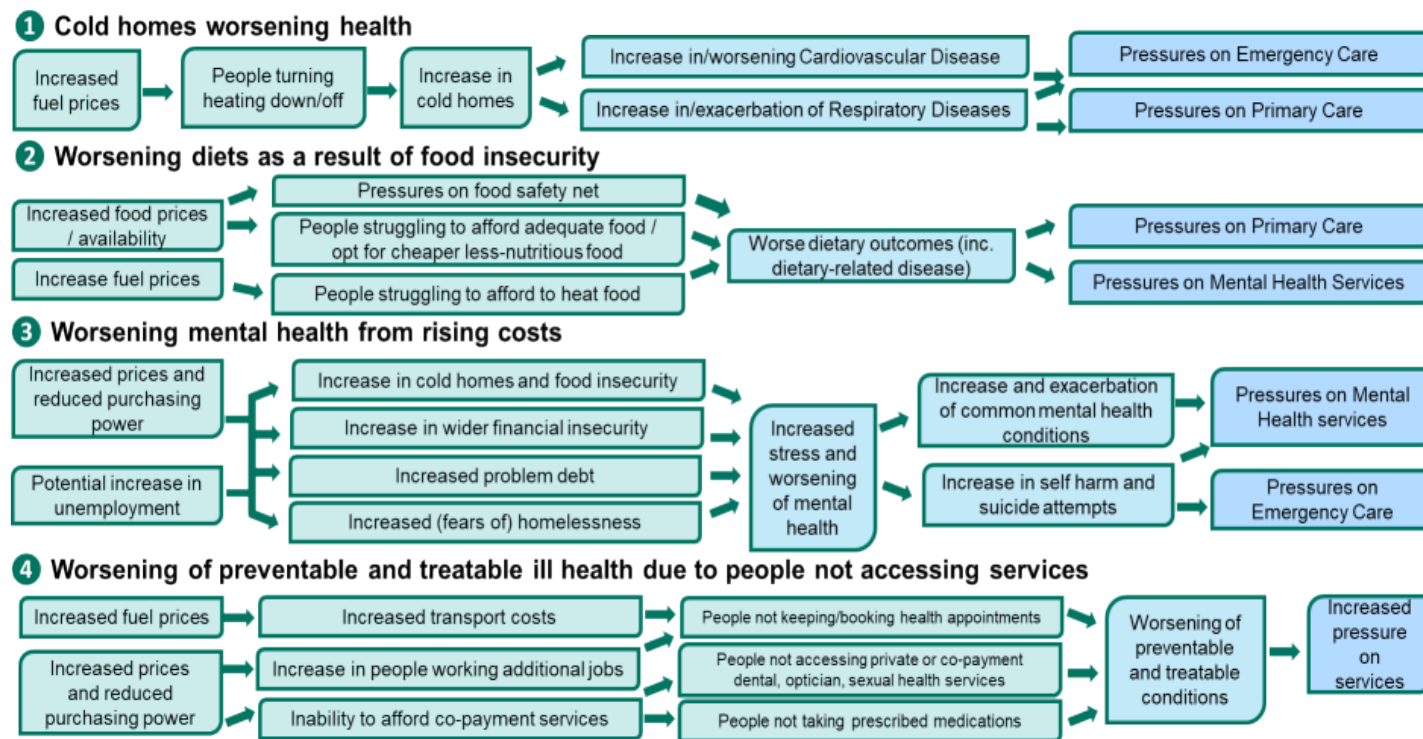 1 Cold homes worsening health
Increased
fuel prices
People turning
heating down/off
Increase in
cold homes
Increase in/worsening Cardiovascular Disease
Increase in/exacerbation of Respiratory Diseases
Pressures on Emergency Care
Pressures on Primary Care
2 Worsening diets as a result of food insecurity
Increased food prices
/ availability
Increase fuel prices
Pressures on food safety net
People struggling to afford adequate food /
opt for cheaper less-nutritious food
People struggling to afford to heat food
Worse dietary outcomes (inc.
dietary-related disease)
Pressures on Primary Care
Pressures on Mental Health Services
3 Worsening mental health from rising costs
Increased prices and
reduced purchasing
power
Potential increase in
unemployment
Increase in cold homes and food insecurity
Increase in wider financial insecurity
Increased problem debt
Increased (fears of) homelessness
Increased
stress and
worsening
of mental
health
Increase and exacerbation
of common mental health
conditions
Increase in self harm and
suicide attempts
Pressures on Mental
Health services
Pressures on
Emergency Care
4 Worsening of preventable and treatable ill health due to people not accessing services
Increased fuel prices
Increased prices
and reduced
purchasing power
Increased transport costs
Increase in people working additional jobs
Inability to afford co-payment services
People not keeping/booking health appointments
People not accessing private or co-payment
dental, optician, sexual health services
People not taking prescribed medications
Worsening of
preventable
and treatable
conditions
Increased
pressure
on
services